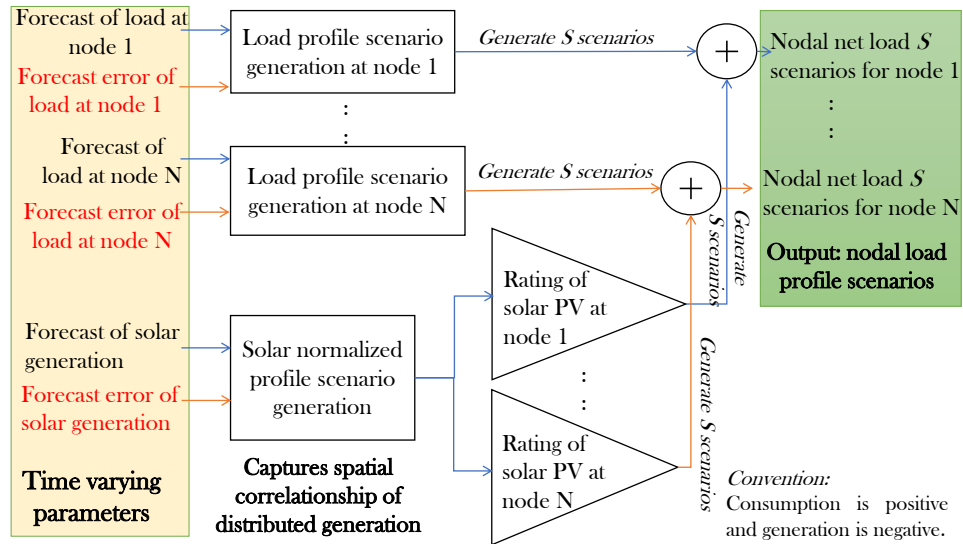 Forecast of load at
node 1
Forecast error of
load at node 1
Forecast of
load at node N
Forecast error of
load at node N
Forecast of solar
generation
Forecast error of
solar generation
Time varying
parameters
Load profile scenario
generation at node 1
:
:
Load profile scenario
generation at node N
Solar normalized
profile scenario
generation
Captures spatial
correlationship of
distributed generation
Generate S scenarios
Generate S scenarios
Rating of
solar PV at
node 1
:
:
Rating of
solar PV at
node N
+
+
Generate
S scenarios
Generate S scenarios
Nodal net load S
scenarios for node 1
:
:
Nodal net load S
scenarios for node N
Output: nodal load
profile scenarios
Convention:
Consumption is positive
and generation is negative.